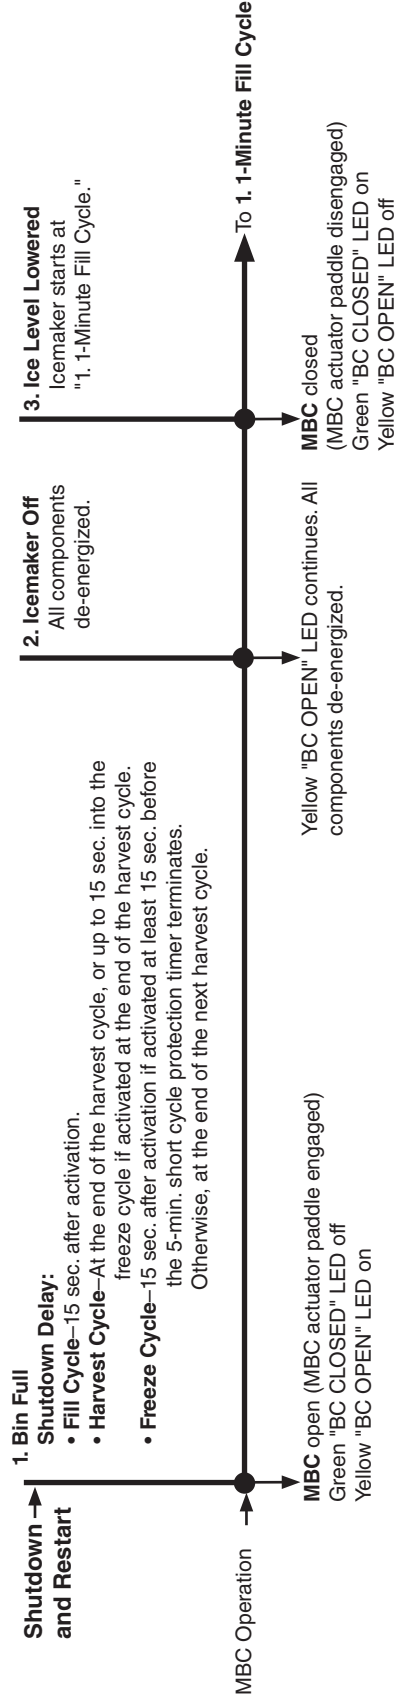 Shutdown
and Restart
1. Bin Full
Shutdown Delay:
• Fill Cycle–15 sec. after activation.
• Harvest Cycle–At the end of the harvest cycle, or up to 15 sec. into the
freeze cycle if activated at the end of the harvest cycle.
• Freeze Cycle–15 sec. after activation if activated at least 15 sec. before
the 5-min. short cycle protection timer terminates.
Otherwise, at the end of the next harvest cycle.
2. Icemaker Off
All components
de-energized.
3. Ice Level Lowered
Icemaker starts at
"1. 1-Minute Fill Cycle."
MBC Operation
To 1. 1-Minute Fill Cycle
MBC open (MBC actuator paddle engaged)
Green "BC CLOSED" LED off
Yellow "BC OPEN" LED on
Yellow "BC OPEN" LED continues. All
components de-energized.
MBC closed
(MBC actuator paddle disengaged)
Green "BC CLOSED" LED on
Yellow "BC OPEN" LED off